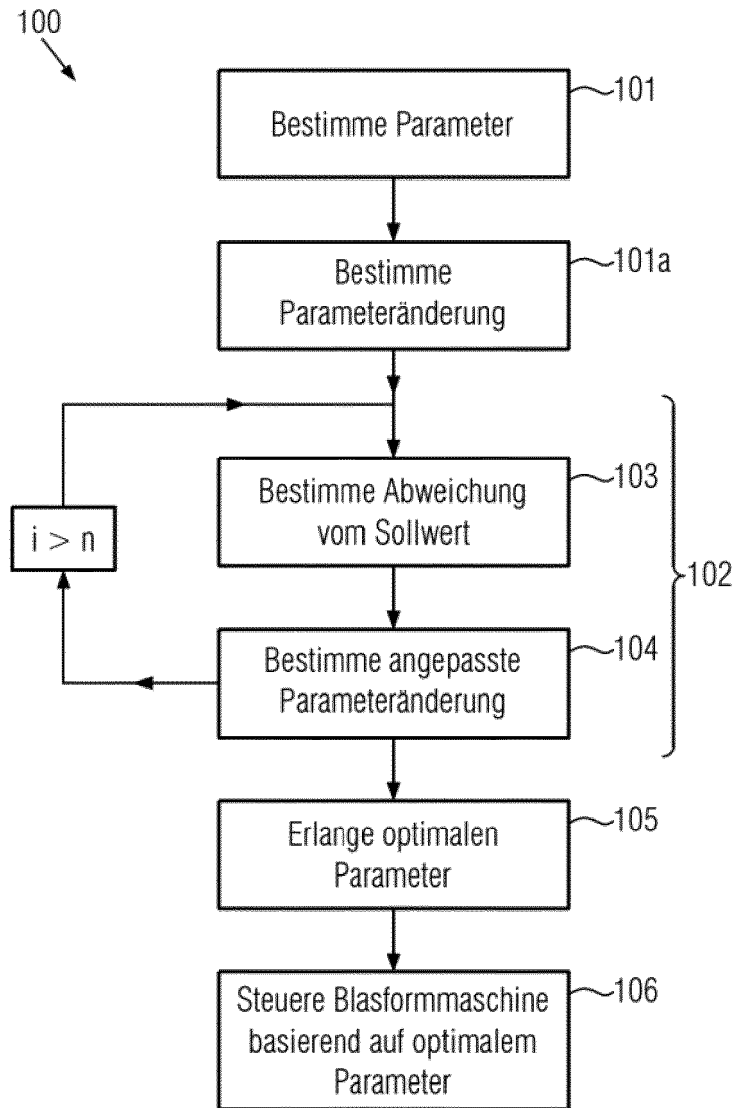 100
101
Bestimme Parameter
101a
Bestimme
Parameteränderung
103
Bestimme Abweichung
vom Sollwert
i > n
102
104
Bestimme angepasste
Parameteränderung
105
Erlange optimalen
Parameter
106
Steuere Blasformmaschine
basierend auf optimalem
Parameter